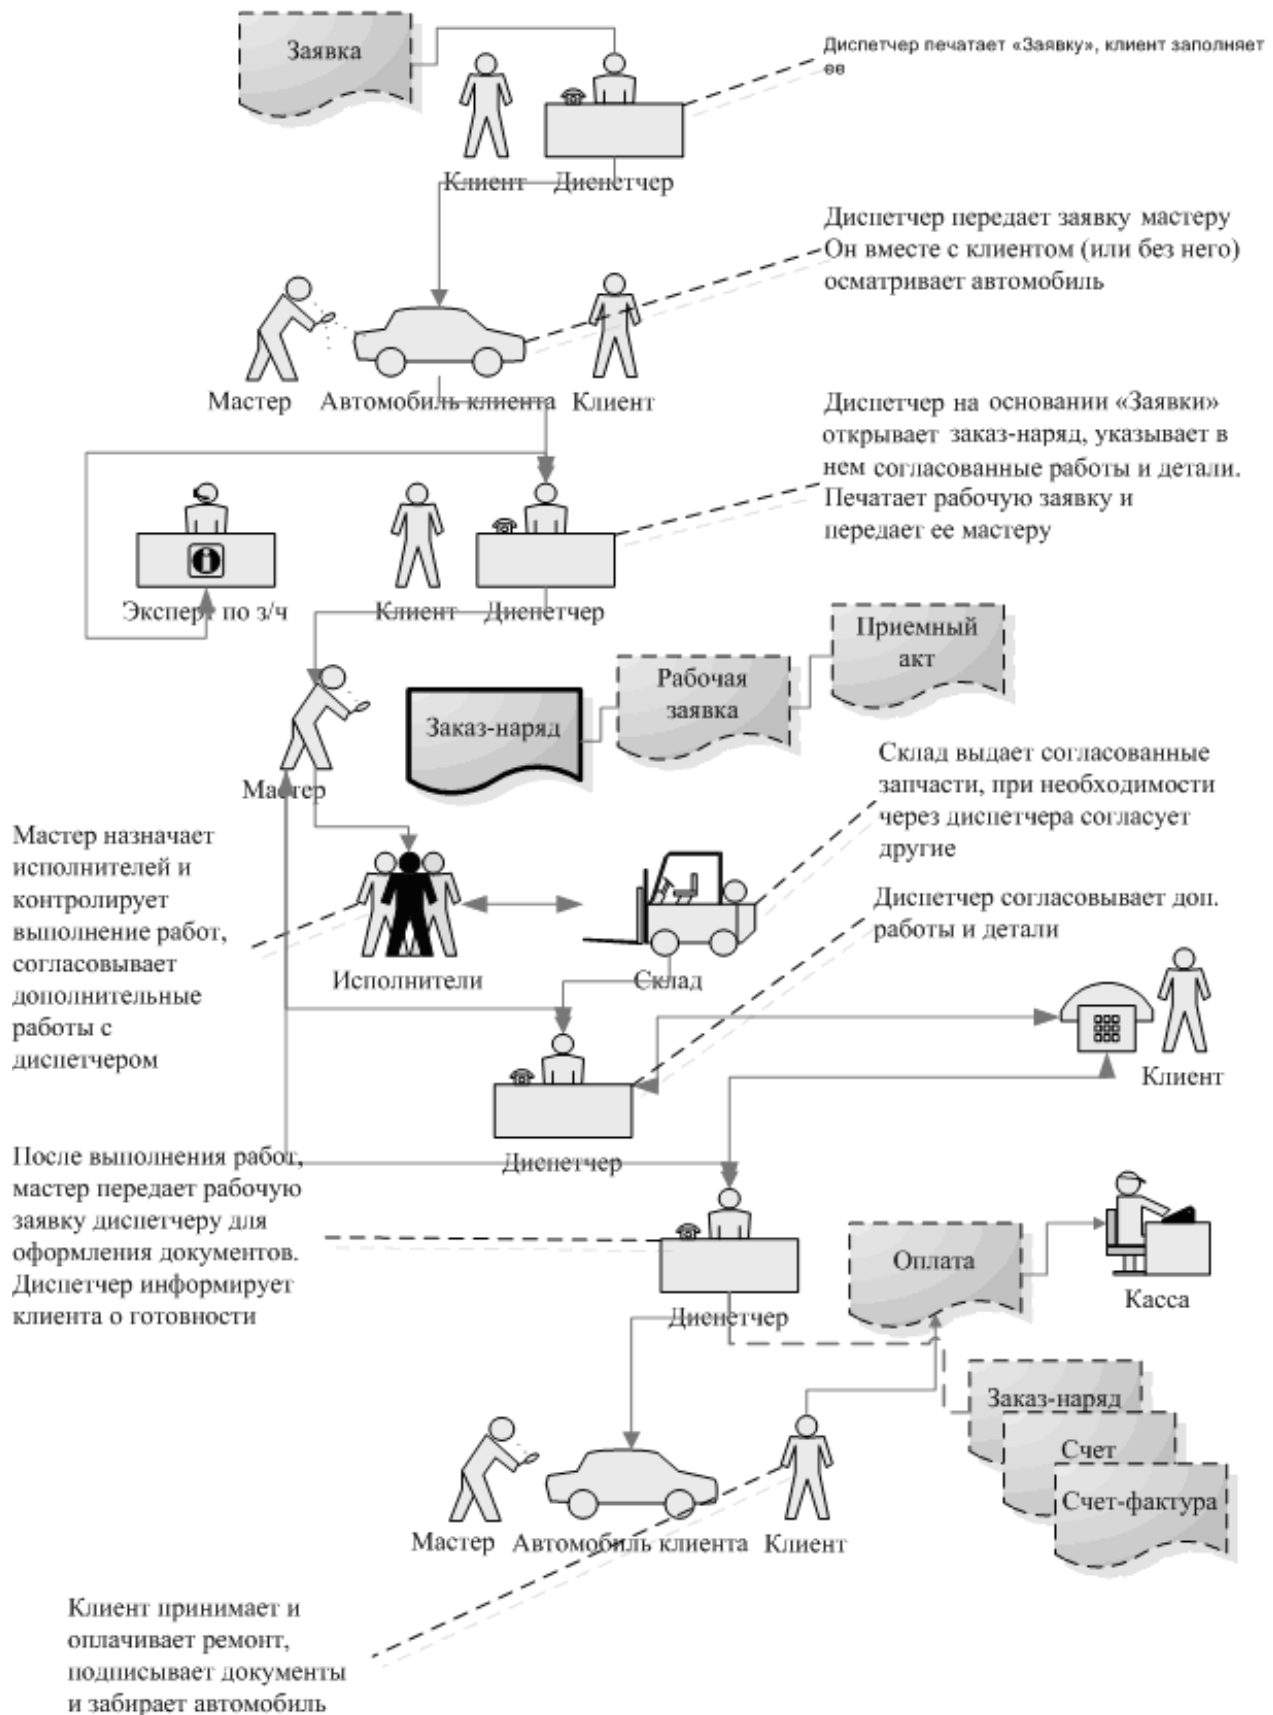 Заявка
Диспетчер печатает «Заявку», клиент заполняет
ее
Клиент
Диспетчер
Диспетчер передает заявку мастеру
Он вместе с клиентом (или без него)
осматривает автомобиль
Мастер
Автомобиль клиента
Клиент
Диспетчер на основании «Заявки»
открывает заказ-наряд, указывает в
нем согласованные работы и детали.
Печатает рабочую заявку и
передает ее мастеру
Эксперт по з/ч
Клиент
Диспетчер
Приемный
акт
Рабочая
заявка
Заказ-наряд
Мастер
Склад выдает согласованные
запчасти, при необходимости
через диспетчера согласует
другие
Мастер назначает
исполнителей и
контролирует
выполнение работ,
согласовывает
дополнительные
работы с
диспетчером
Диспетчер согласовывает доп.
работы и детали
Исполнители
Склад
Клиент
Диспетчер
После выполнения работ,
мастер передает рабочую
заявку диспетчеру для
оформления документов.
Диспетчер информирует
клиента о готовности
Оплата
Касса
Диспетчер
Заказ-наряд
Счет
Счет-фактура
Мастер
Автомобиль клиента
Клиент
Клиент принимает и
оплачивает ремонт,
подписывает документы
и забирает автомобиль